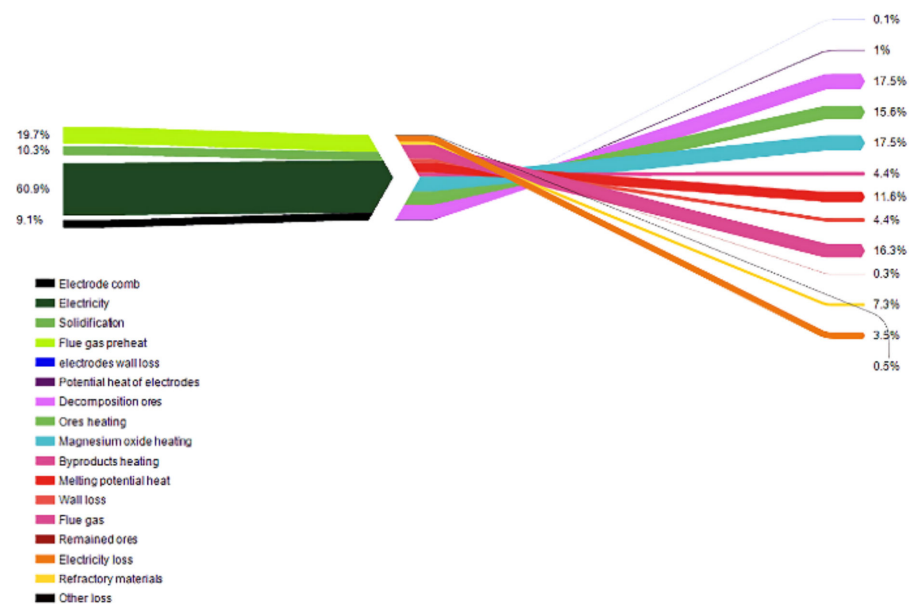 0.1%
1%
17.5%
15.6%
17.5%
4.4%
11.6%
4.4%
16.3%
0.3%
7.3%
3.5%
0.5%
19.7%
10.3%
60.9%
9.1%
Electrode comb
Electricity
Solidification
Flue gas preheat
electrodes wall loss
Potential heat of electrodes
Decomposition ores
Ores heating
Magnesium oxide heating
Byproducts heating
Melting potential heat
Wall loss
Flue gas
Remained ores
Electricity loss
Refractory materials
Other loss